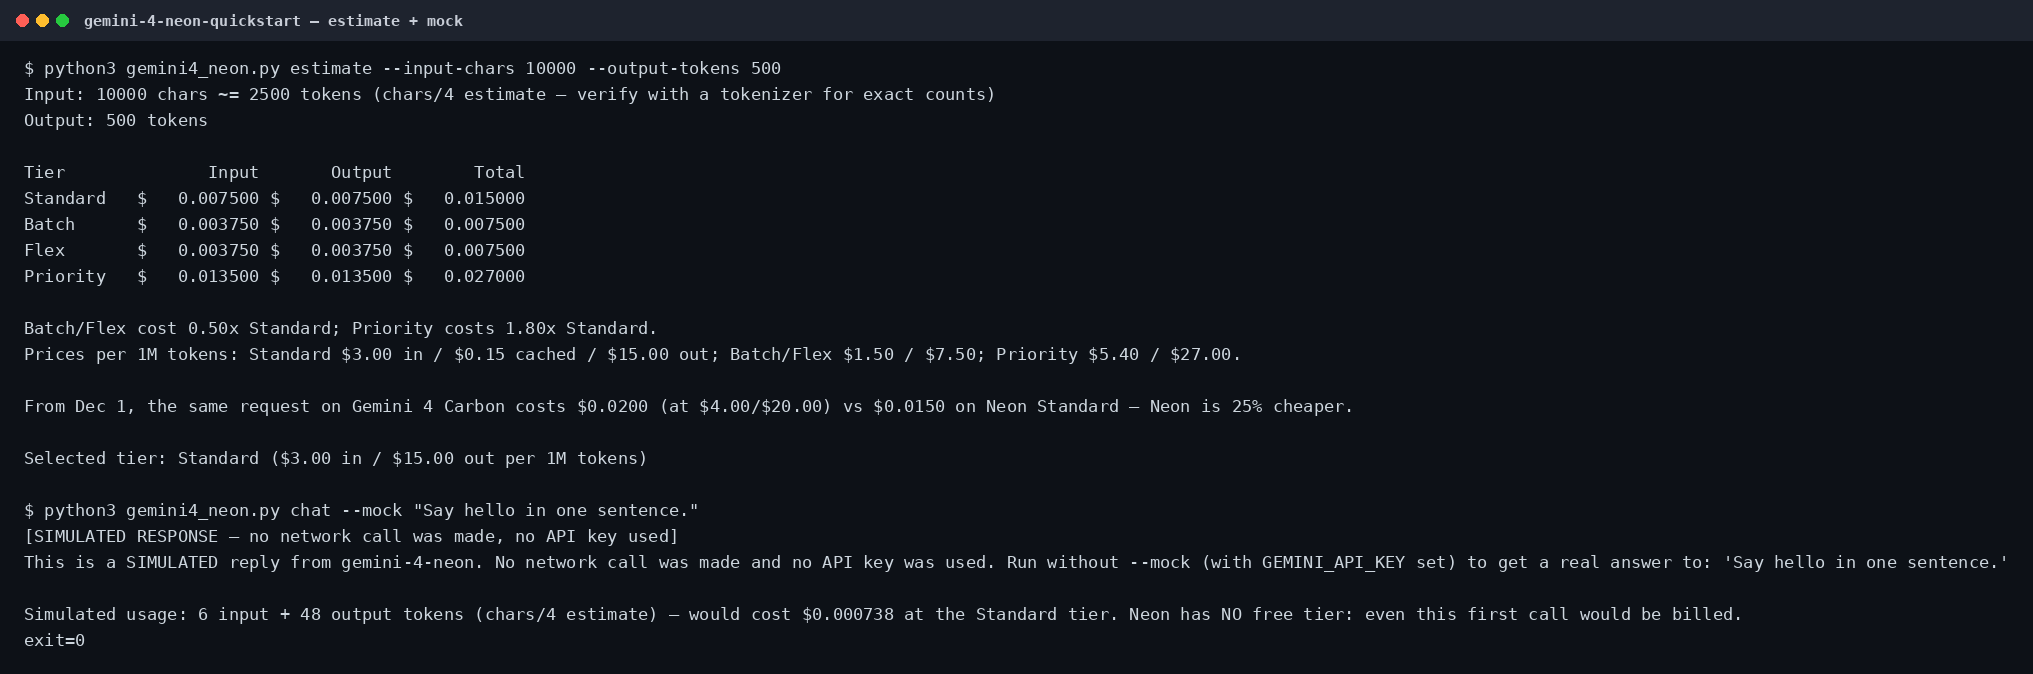 gemini-4-neon-quickstart — estimate + mock
$ python3 gemini4_neon.py estimate --input-chars 10000 --output-tokens 500
Input: 10000 chars ~= 2500 tokens (chars/4 estimate — verify with a tokenizer for exact counts)
Output: 500 tokens
Tier              Input       Output        Total
Standard   $   0.007500 $   0.007500 $   0.015000
Batch      $   0.003750 $   0.003750 $   0.007500
Flex       $   0.003750 $   0.003750 $   0.007500
Priority   $   0.013500 $   0.013500 $   0.027000
Batch/Flex cost 0.50x Standard; Priority costs 1.80x Standard.
Prices per 1M tokens: Standard $3.00 in / $0.15 cached / $15.00 out; Batch/Flex $1.50 / $7.50; Priority $5.40 / $27.00.
From Dec 1, the same request on Gemini 4 Carbon costs $0.0200 (at $4.00/$20.00) vs $0.0150 on Neon Standard — Neon is 25% cheaper.
Selected tier: Standard ($3.00 in / $15.00 out per 1M tokens)
$ python3 gemini4_neon.py chat --mock "Say hello in one sentence."
[SIMULATED RESPONSE — no network call was made, no API key used]
This is a SIMULATED reply from gemini-4-neon. No network call was made and no API key was used. Run without --mock (with GEMINI_API_KEY set) to get a real answer to: 'Say hello in one sentence.'
Simulated usage: 6 input + 48 output tokens (chars/4 estimate) — would cost $0.000738 at the Standard tier. Neon has NO free tier: even this first call would be billed.
exit=0